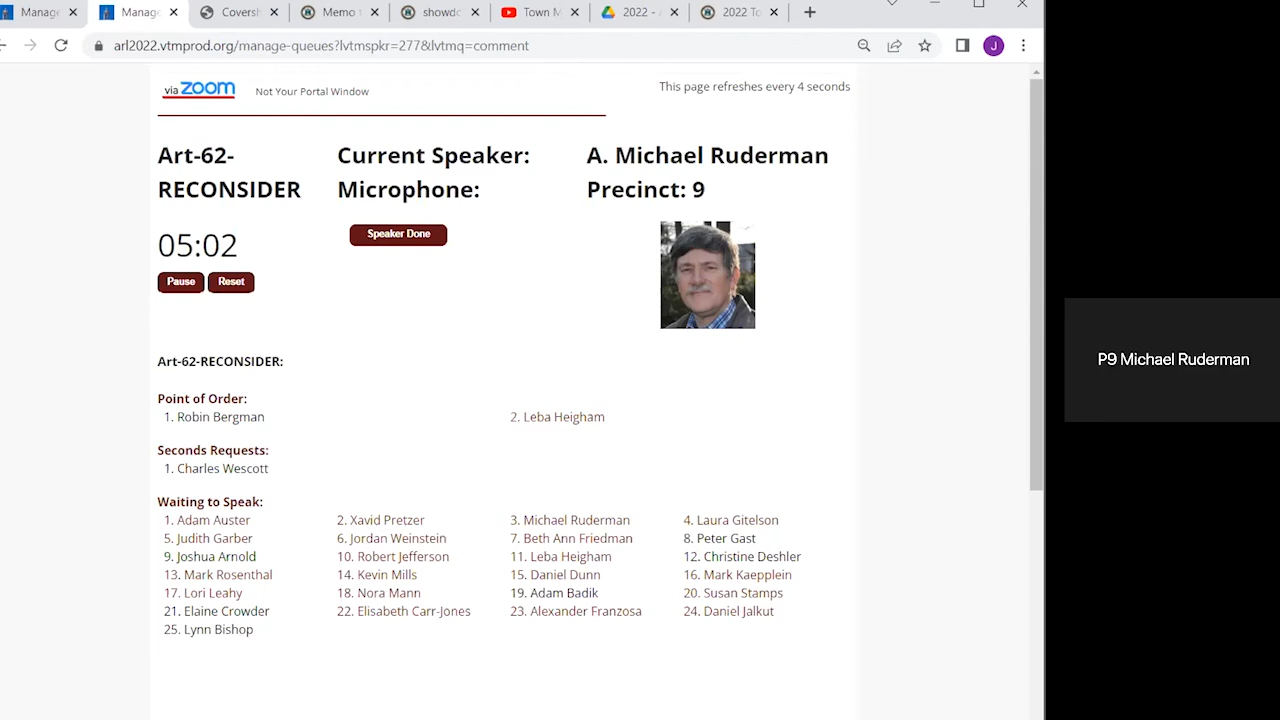 Manage
Manage
Coversh
Memo t
showdo
Town M
2022 - A
2022 To
arl2022.vtmprod.org/manage-queues?lvtmspkr=277&lvtmq=comment
J
via zoom
Not Your Portal Window
This page refreshes every 4 seconds
Art-62-
RECONSIDER
Current Speaker:
Microphone:
A. Michael Ruderman
Precinct: 9
05:02
Speaker Done
Pause
Reset
P9 Michael Ruderman
Art-62-RECONSIDER:
Point of Order:
1. Robin Bergman
2. Leba Heigham
Seconds Requests:
1. Charles Wescott
Waiting to Speak:
1. Adam Auster 2. Xavid Pretzer 3. Michael Ruderman 4. Laura Gitelson
5. Judith Garber 6. Jordan Weinstein 7. Beth Ann Friedman 8. Peter Gast
9. Joshua Arnold 10. Robert Jefferson 11. Leba Heigham 12. Christine Deshler
13. Mark Rosenthal 14. Kevin Mills 15. Daniel Dunn 16. Mark Kaepplein
17. Lori Leahy 18. Nora Mann 19. Adam Badik 20. Susan Stamps
21. Elaine Crowder 22. Elisabeth Carr-Jones 23. Alexander Franzosa 24. Daniel Jalkut
25. Lynn Bishop